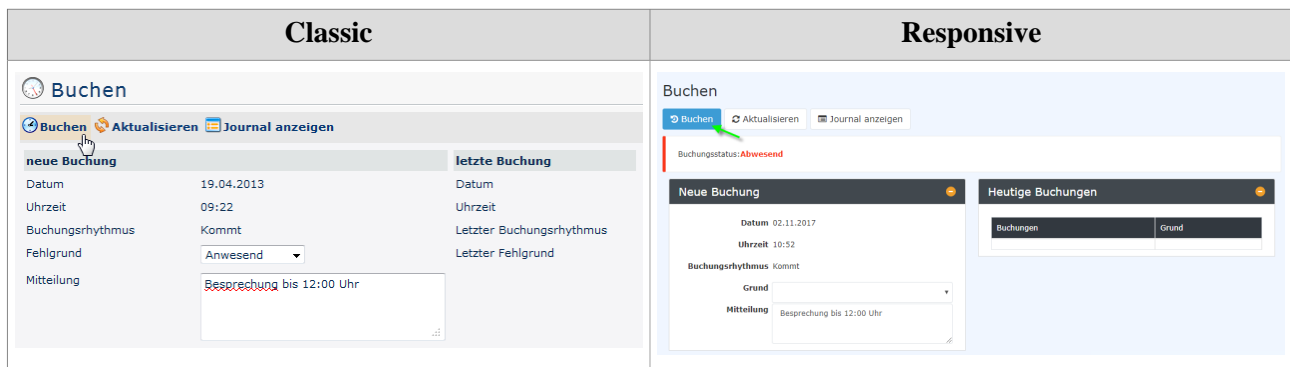 Classic
Responsive
Buchen
Buchen Aktualisieren Journal anzeigen
neue Buchung
letzte Buchung
Datum 19.04.2013
Datum
Uhrzeit 09:22
Uhrzeit
Buchungsrhythmus Kommt
Letzter Buchungsrhythmus
Fehlgrund Anwesend
Letzter Fehlgrund
Mitteilung Besprechung bis 12:00 Uhr
Buchen
Buchen Aktualisieren Journal anzeigen
Buchungsstatus:Abwesend
Neue Buchung
Datum 02.11.2017
Uhrzeit 10:52
Buchungsrhythmus Kommt
Grund
Mitteilung Besprechung bis 12:00 Uhr
Heutige Buchungen
Buchungen Grund